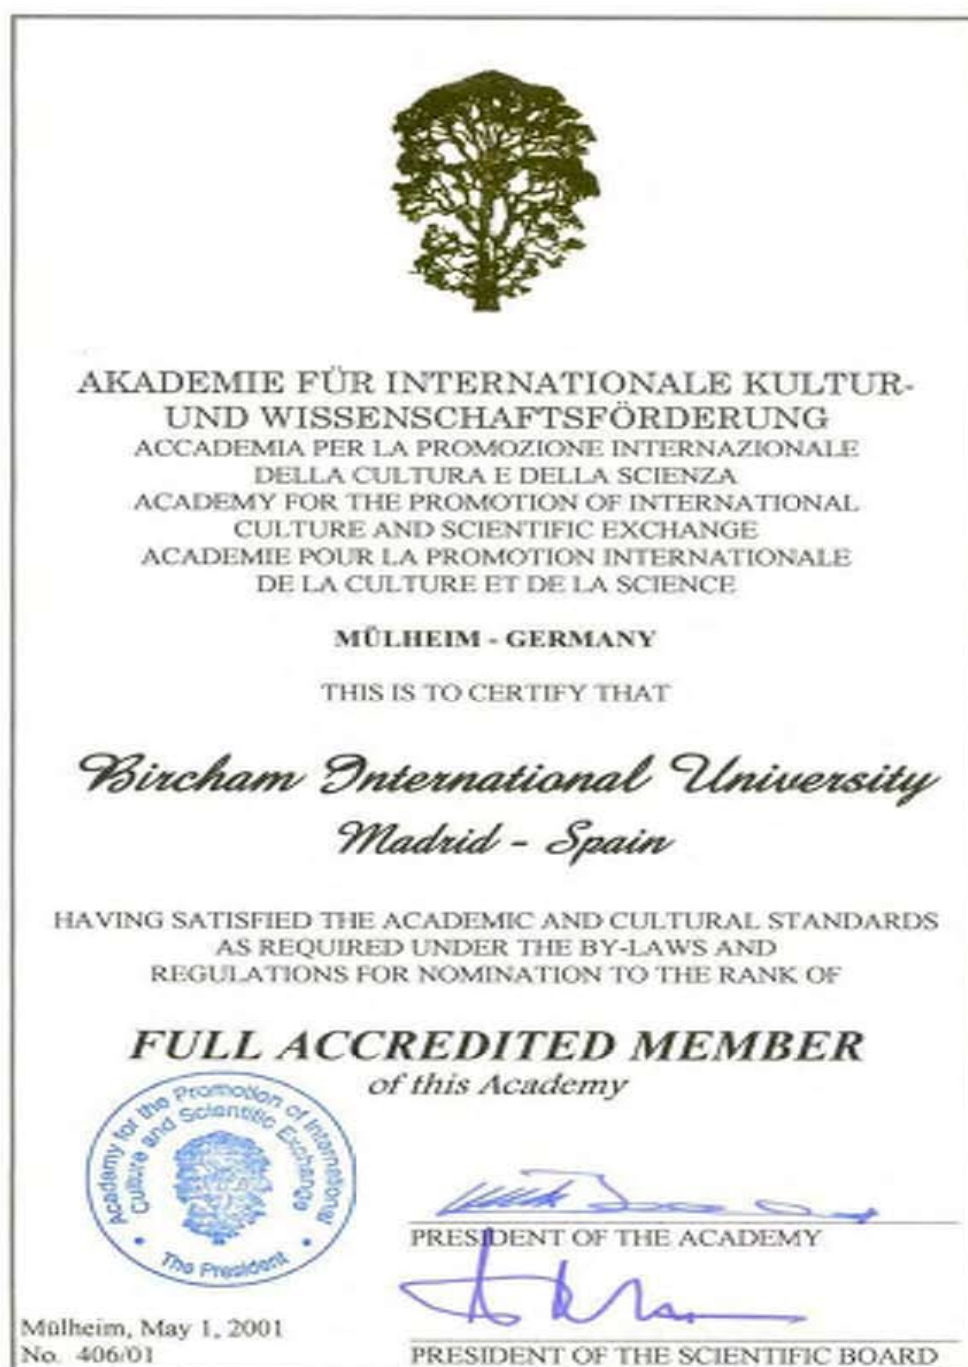 AKADEMIE FÜR INTERNATIONALE KULTUR-
UND WISSENSCHAFTSFÖRDERUNG
ACCADEMIA PER LA PROMOZIONE INTERNAZIONALE
DELLA CULTURA E DELLA SCIENZA
ACADEMY FOR THE PROMOTION OF INTERNATIONAL
CULTURE AND SCIENTIFIC EXCHANGE
ACADEMIE POUR LA PROMOTION INTERNATIONALE
DE LA CULTURE ET DE LA SCIENCE
MÜLHEIM - GERMANY
THIS IS TO CERTIFY THAT
Bircham International University
Madrid - Spain
HAVING SATISFIED THE ACADEMIC AND CULTURAL STANDARDS
AS REQUIRED UNDER THE BY-LAWS AND
REGULATIONS FOR NOMINATION TO THE RANK OF
FULL ACCREDITED MEMBER
of this Academy
Academy for the Promotion of International
Culture and Scientific Exchange
The President
PRESIDENT OF THE ACADEMY
Mülheim, May 1, 2001
No. 406/01
PRESIDENT OF THE SCIENTIFIC BOARD